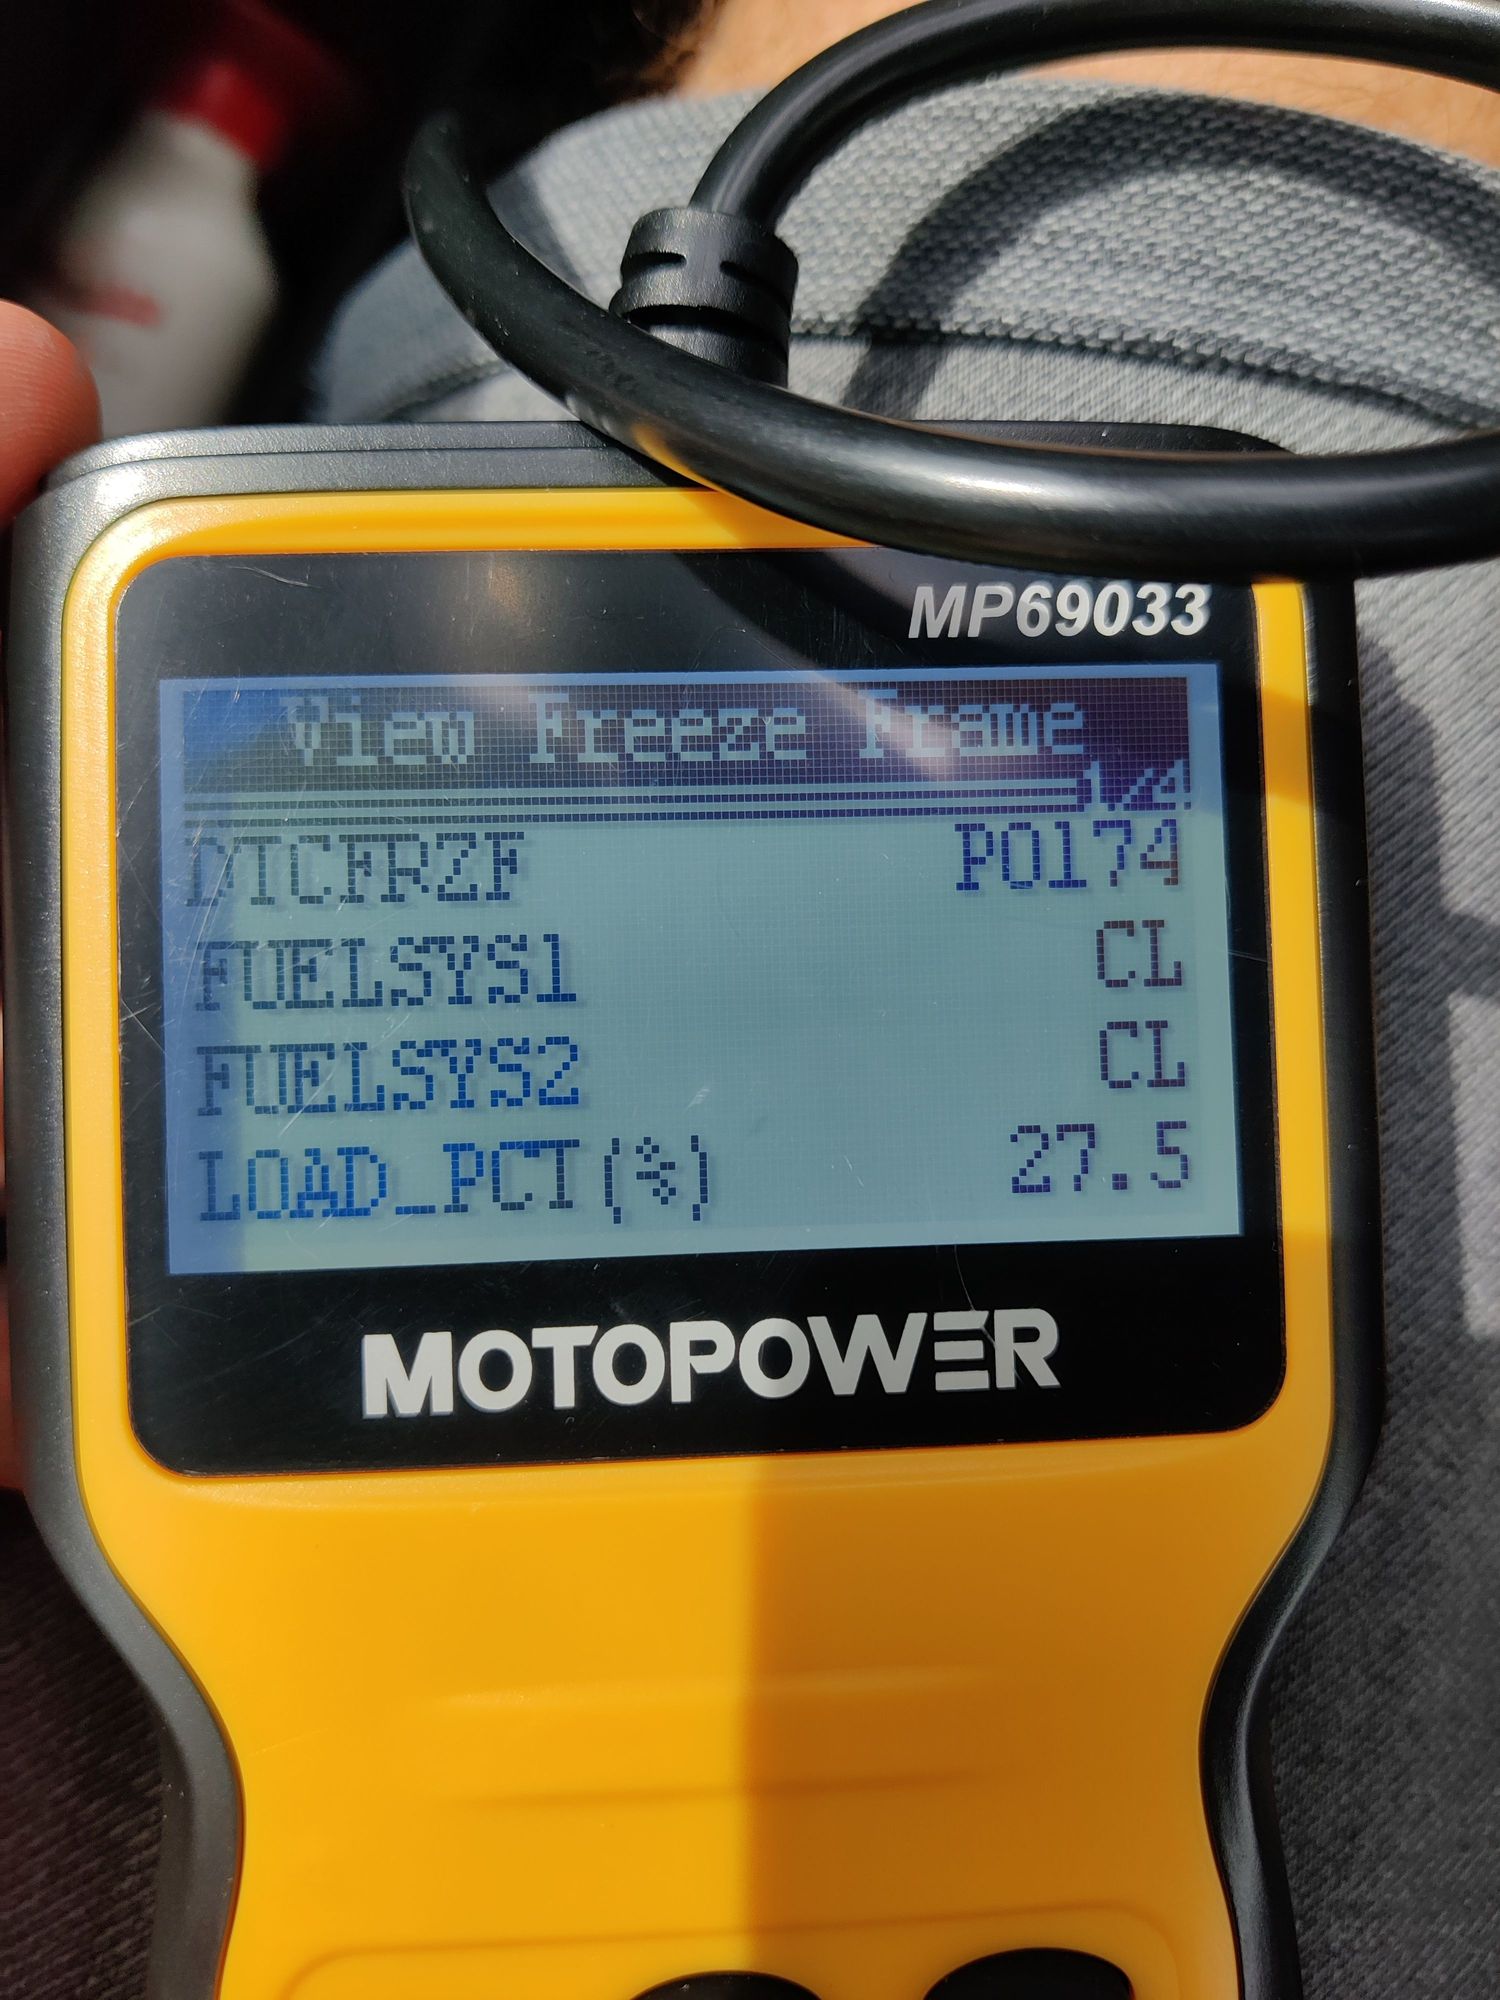 MP69033
View Freeze Frame
1/4
DTCFRZF P0174
FUELSYS1 CL
FUELSYS2 CL
LOAD_PCT(%) 27.5
MOTOPOWER